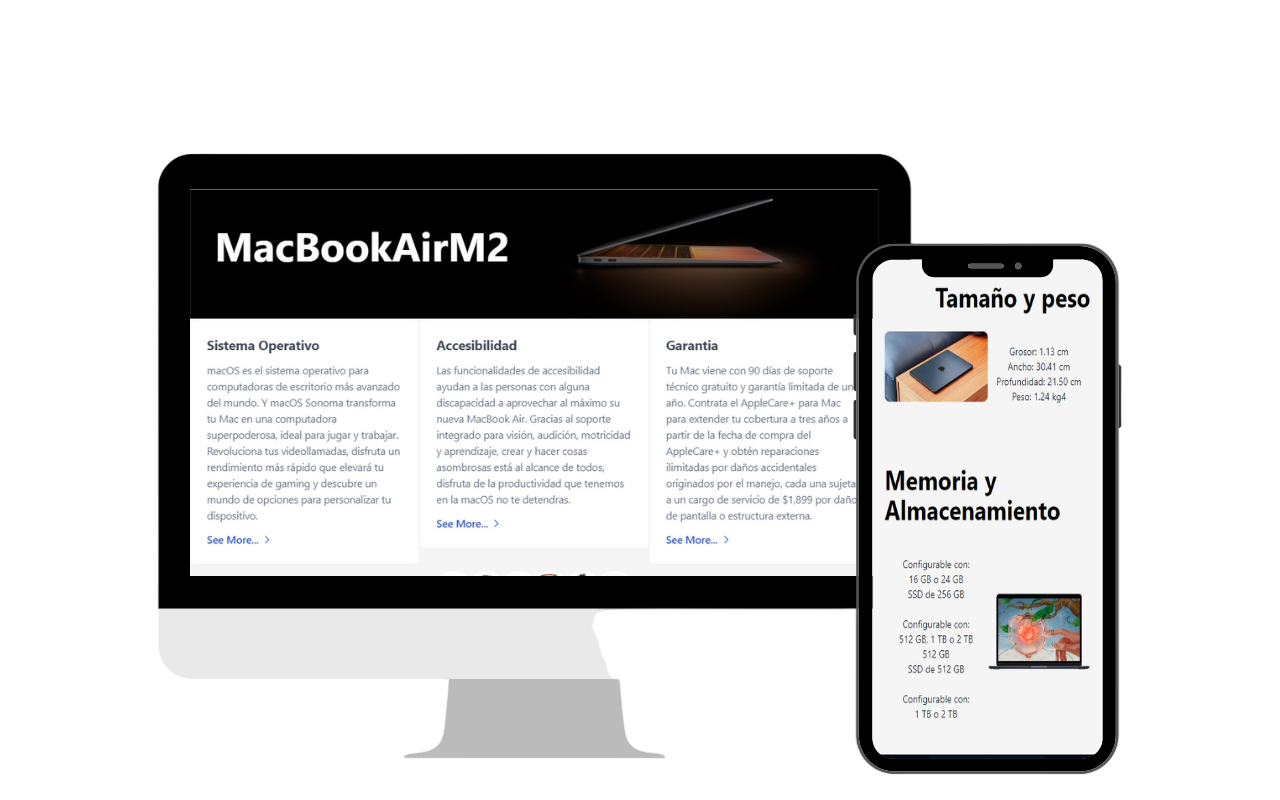 MacBookAirM2
Sistema Operativo
macOS es el sistema operativo para
computadoras de escritorio más avanzado
del mundo. Y macOS Sonoma transforma
tu Mac en una computadora
superpoderosa, ideal para jugar y trabajar.
Revoluciona tus videollamadas, disfruta un
rendimiento más rápido que elevará tu
experiencia de gaming y descubre un
mundo de opciones para personalizar tu
dispositivo.
See More...
Accesibilidad
Las funcionalidades de accesibilidad
ayudan a las personas con alguna
discapacidad a aprovechar al máximo su
nueva MacBook Air. Gracias al soporte
integrado para visión, audición, motricidad
y aprendizaje, crear y hacer cosas
asombrosas está al alcance de todos,
disfruta de la productividad que tenemos
en la macOS no te detendras.
See More...
Garantia
Tu Mac viene con 90 días de soporte
técnico gratuito y garantía limitada de un
año. Contrata el AppleCare+ para Mac
para extender tu cobertura a tres años a
partir de la fecha de compra del
AppleCare+ y obtén reparaciones
ilimitadas por daños accidentales
originados por el manejo, cada una sujeta
a un cargo de servicio de $1,899 por daño
de pantalla o estructura externa.
See More...
Tamaño y peso
Grosor: 1.13 cm
Ancho: 30.41 cm
Profundidad: 21.50 cm
Peso: 1.24 kg4
Memoria y
Almacenamiento
Configurable con:
16 GB o 24 GB
SSD de 256 GB
Configurable con:
512 GB, 1 TB o 2 TB
512 GB
SSD de 512 GB
Configurable con:
1 TB o 2 TB